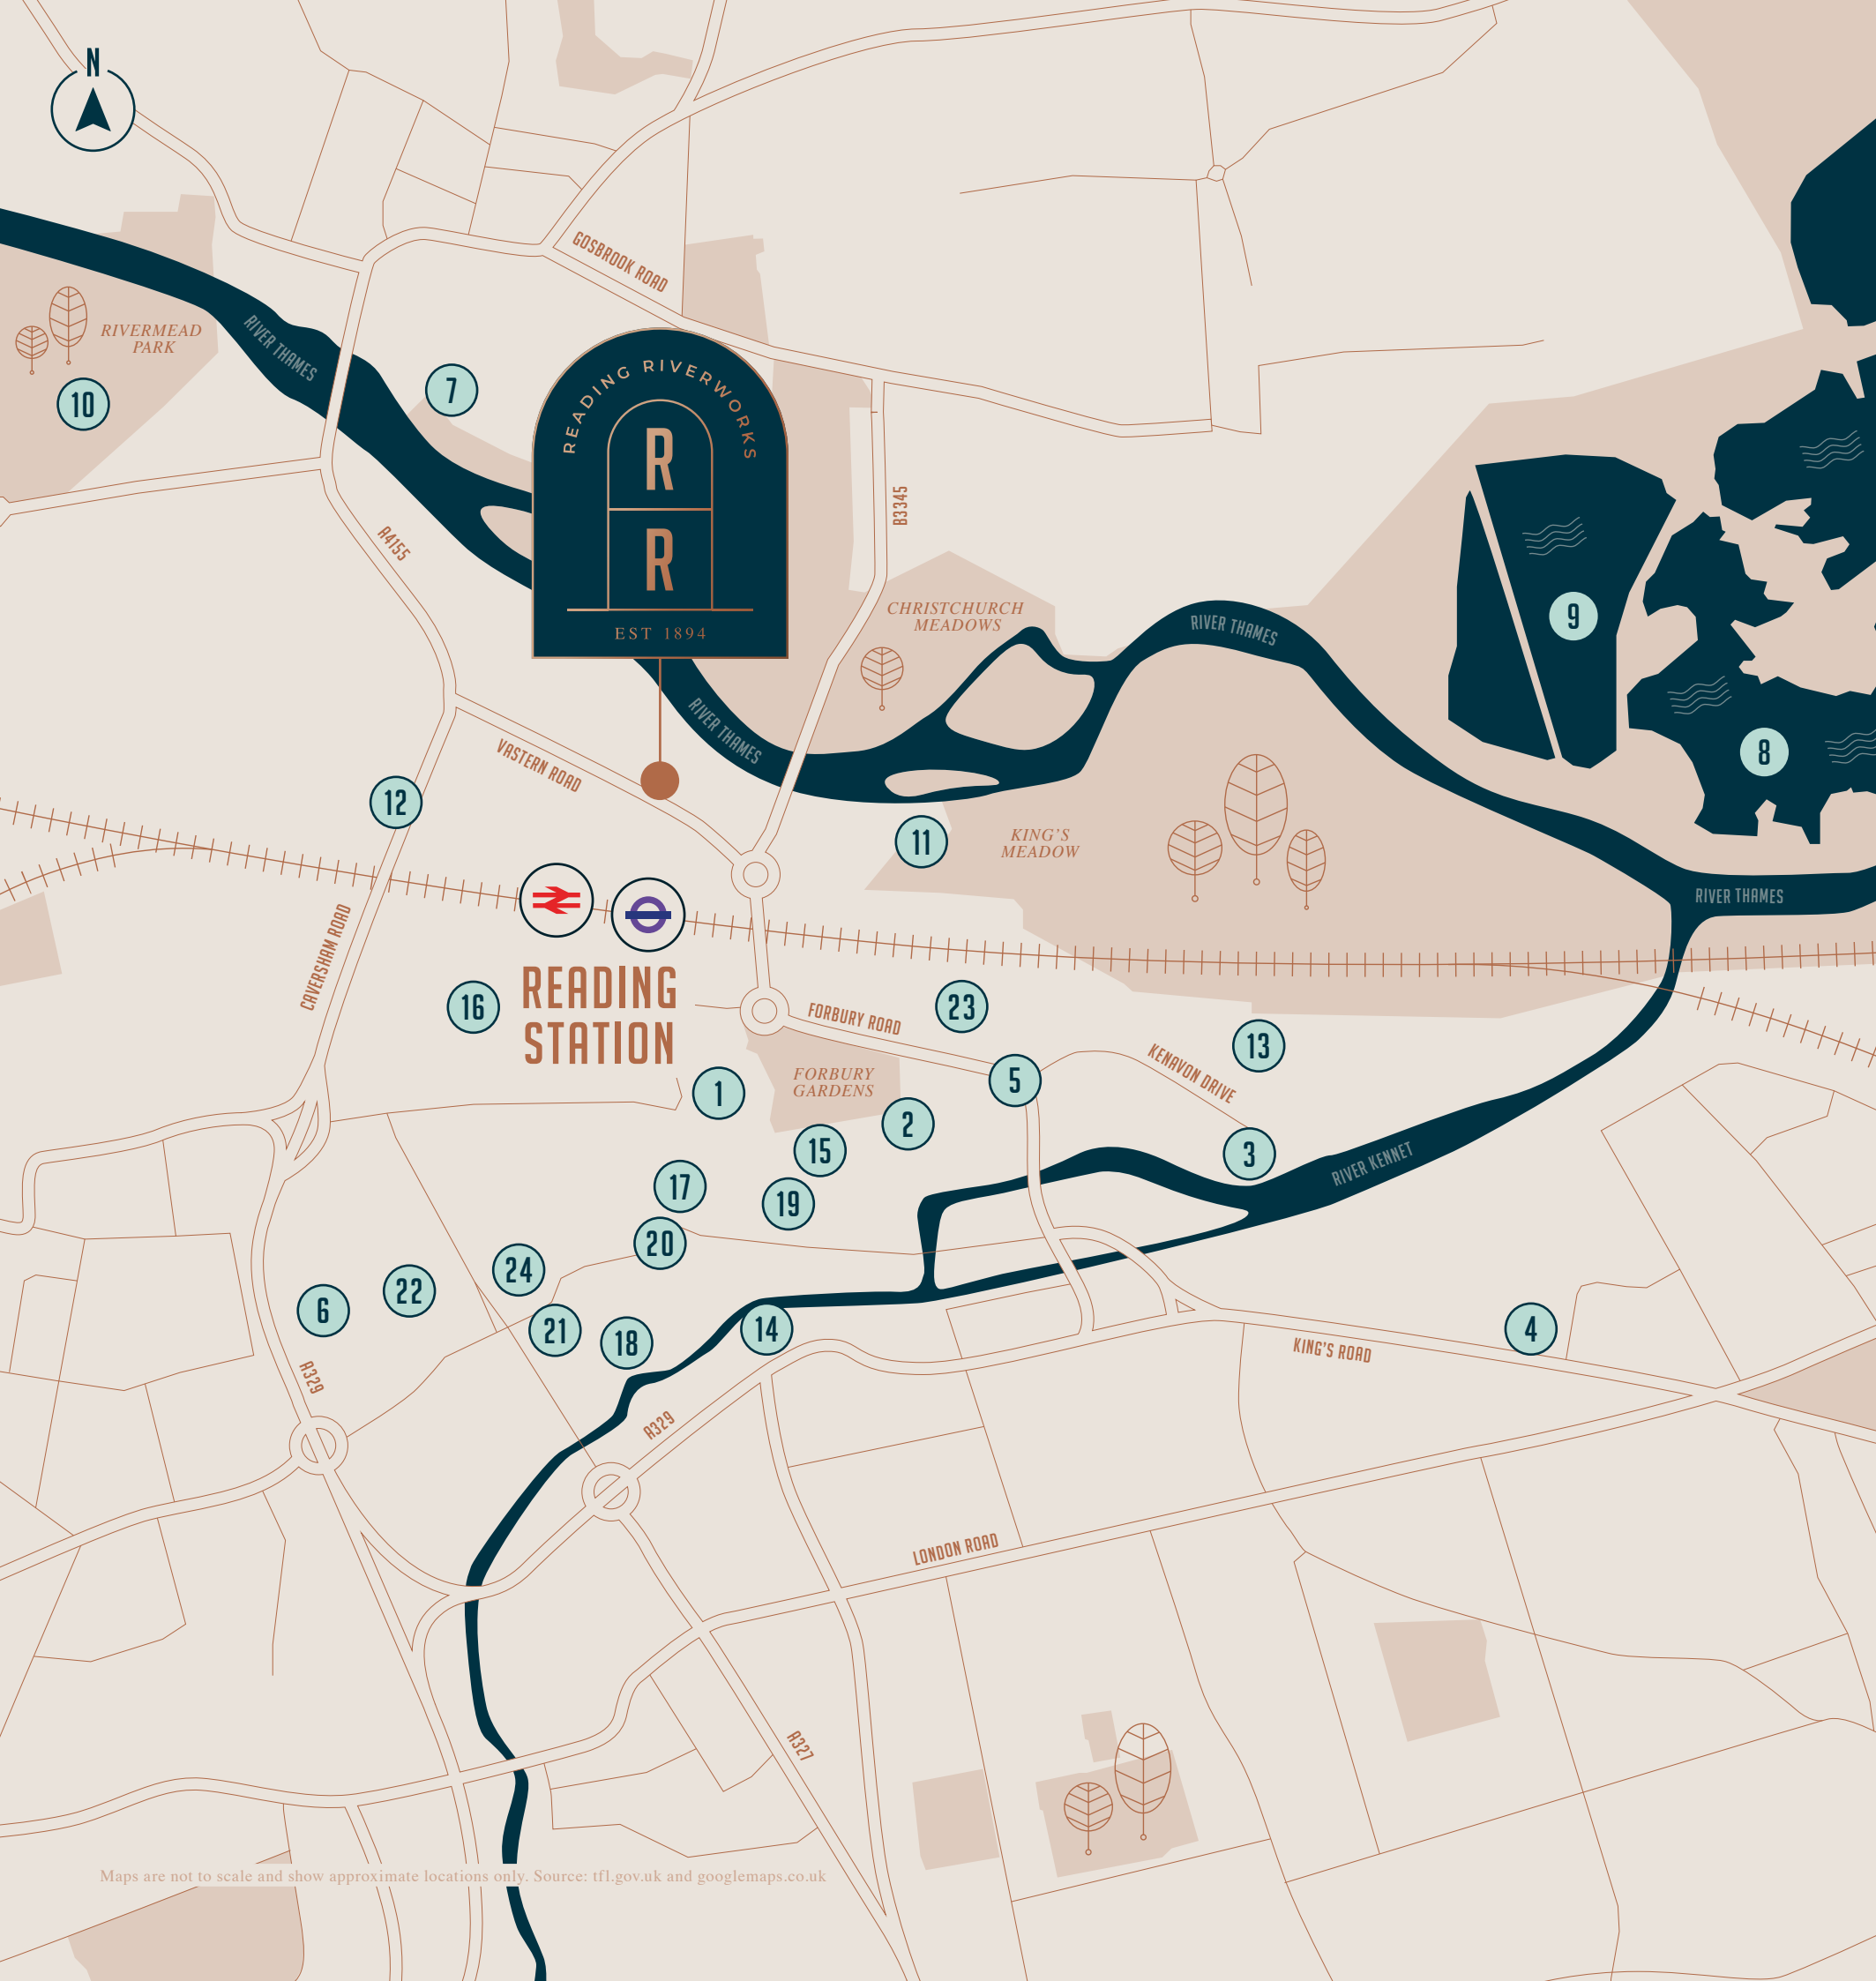 N
GOSBROOK ROAD
RIVERMEAD
PARK
RIVER THAMES
10
7
READING RIVERWORKS
R
R
EST 1894
A4155
B3345
CHRISTCHURCH
MEADOWS
RIVER THAMES
9
RIVER THAMES
8
VASTERN ROAD
12
11
KING'S
MEADOW
RIVER THAMES
CAVERSHAM ROAD
READING
STATION
16
23
FORBURY ROAD
13
KENAVON DRIVE
5
FORBURY
GARDENS
1
2
15
3
RIVER KENNET
17
19
20
24
22
6
21
18
14
4
KING'S ROAD
A329
A329
LONDON ROAD
A327
Maps are not to scale and show approximate locations only. Source: tfl.gov.uk and googlemaps.co.uk